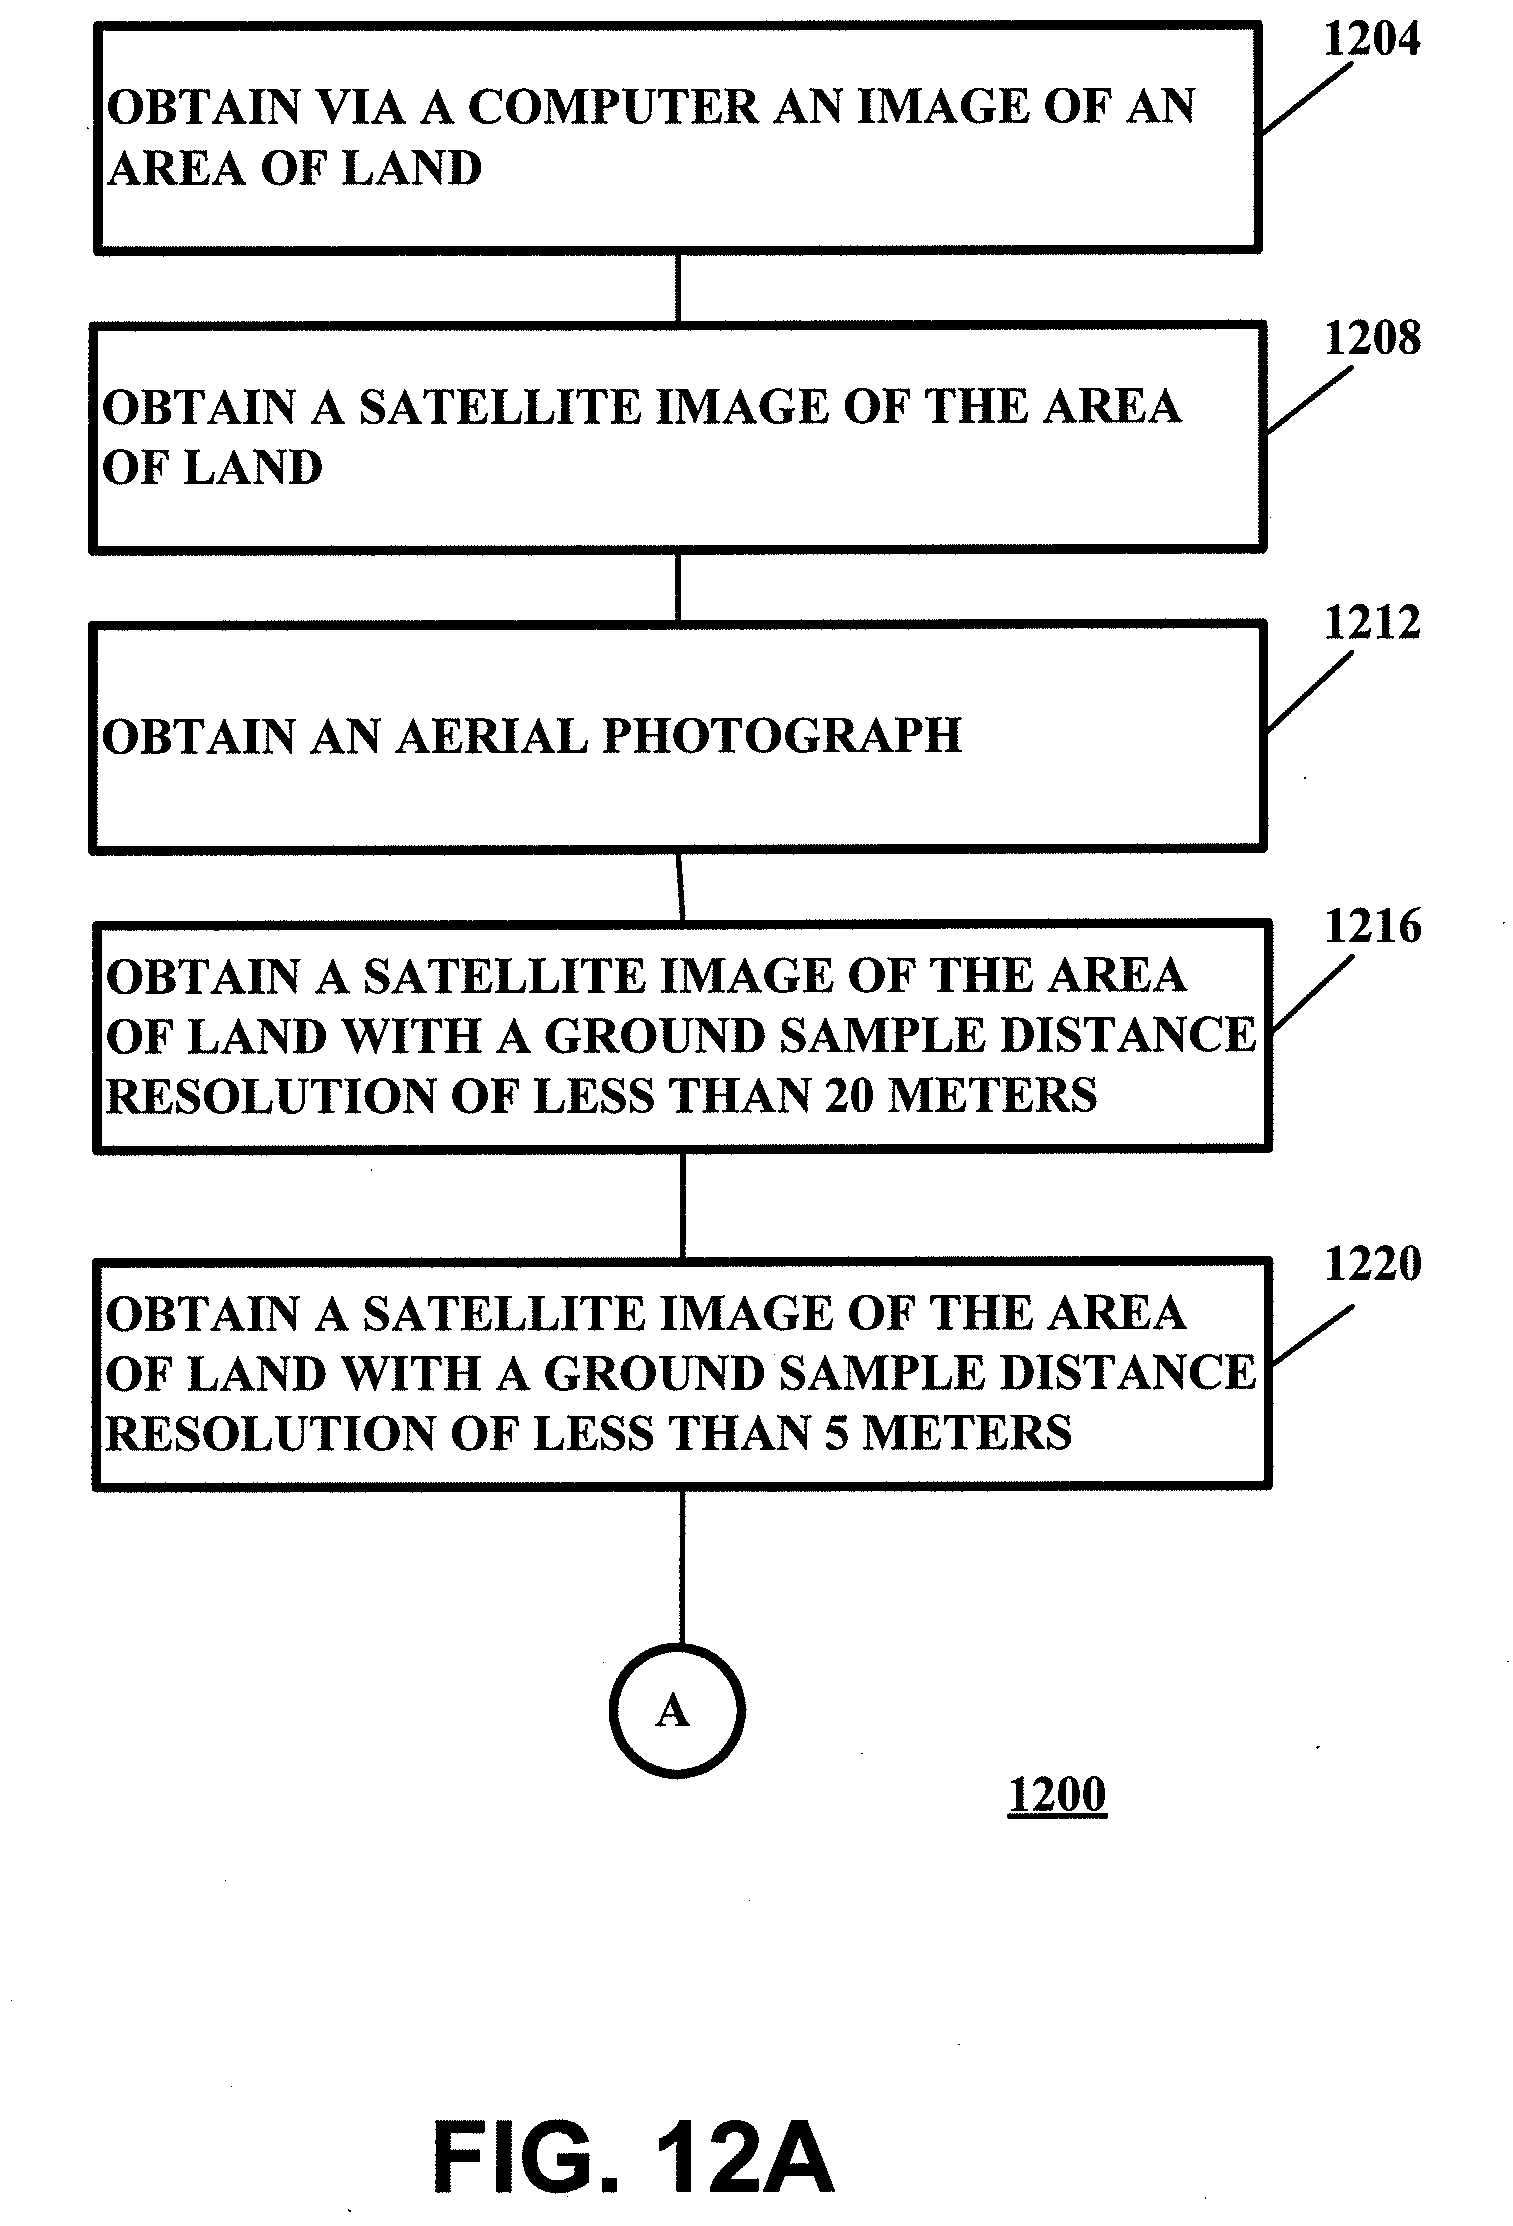 1204
OBTAIN VIA A COMPUTER AN IMAGE OF AN
AREA OF LAND
1208
OBTAIN A SATELLITE IMAGE OF THE AREA
OF LAND
1212
OBTAIN AN AERIAL PHOTOGRAPH
1216
OBTAIN A SATELLITE IMAGE OF THE AREA
OF LAND WITH A GROUND SAMPLE DISTANCE
RESOLUTION OF LESS THAN 20 METERS
1220
OBTAIN A SATELLITE IMAGE OF THE AREA
OF LAND WITH A GROUND SAMPLE DISTANCE
RESOLUTION OF LESS THAN 5 METERS
A
1200
FIG. 12A